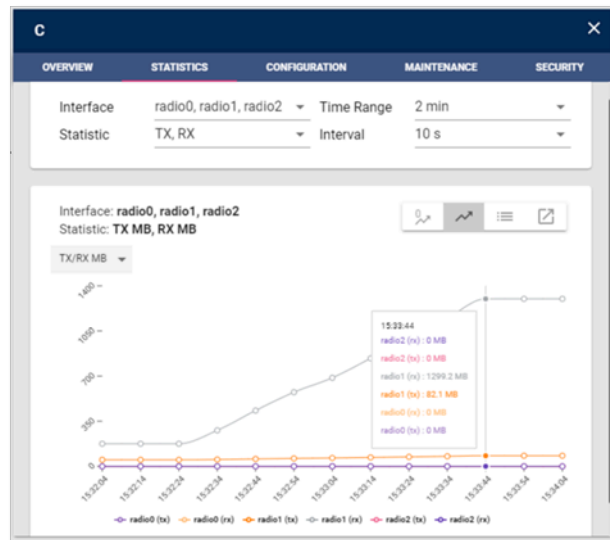 C
OVERVIEW STATISTICS CONFIGURATION MAINTENANCE SECURITY
Interface radio0, radio1, radio2 Time Range 2 min
Statistic TX, RX Interval 10 s
Interface: radio0, radio1, radio2
Statistic: TX MB, RX MB
TX/RX MB
1400
1050
700
350
0
15:33:44
radio2 (rx) : 0 MB
radio2 (tx) : 0 MB
radio1 (rx) : 1299.2 MB
radio1 (tx) : 82.1 MB
radio0 (rx) : 0 MB
radio0 (tx) : 0 MB
15:32:04 15:32:14 15:32:24 15:32:34 15:32:44 15:32:54 15:33:04 15:33:14 15:33:24 15:33:34 15:33:44 15:33:54 15:34:04
radio0 (tx) radio0 (rx) radio1 (tx) radio1 (rx) radio2 (tx) radio2 (rx)